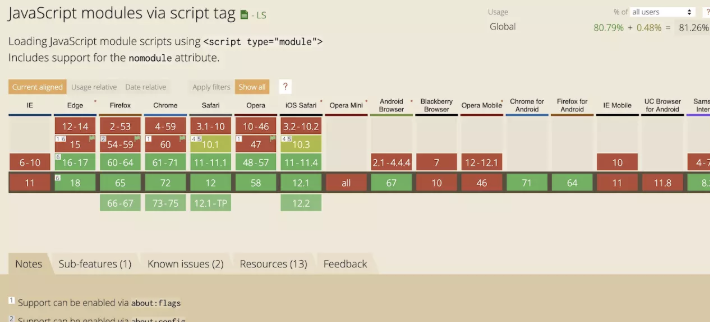 JavaScript modules via script tag - LS
Usage % of all users ?
Global 80.79% + 0.48% = 81.26%
Loading JavaScript module scripts using <script type="module">
Includes support for the nomodule attribute.
Current aligned Usage relative Date relative Apply filters Show all ?
IE Edge * Firefox Chrome Safari Opera iOS Safari * Opera Mini * Android Browser * Blackberry Browser Opera Mobile * Chrome for Android Firefox for Android IE Mobile UC Browser for Android Sams Inter
12-14 2-53 4-59 3.1-10 10-46 3.2-10.2
15 54-59 60 10.1 47 10.3
6-10 16-17 60-64 61-71 11-11.1 48-57 11-11.4 2.1-4.4.4 7 12-12.1 10 4-7
11 18 65 72 12 58 12.1 all 67 10 46 71 64 11 11.8 8.
66-67 73-75 12.1-TP 12.2
Notes Sub-features (1) Known issues (2) Resources (13) Feedback
1 Support can be enabled via about:flags
2 Support can be enabled via about:config